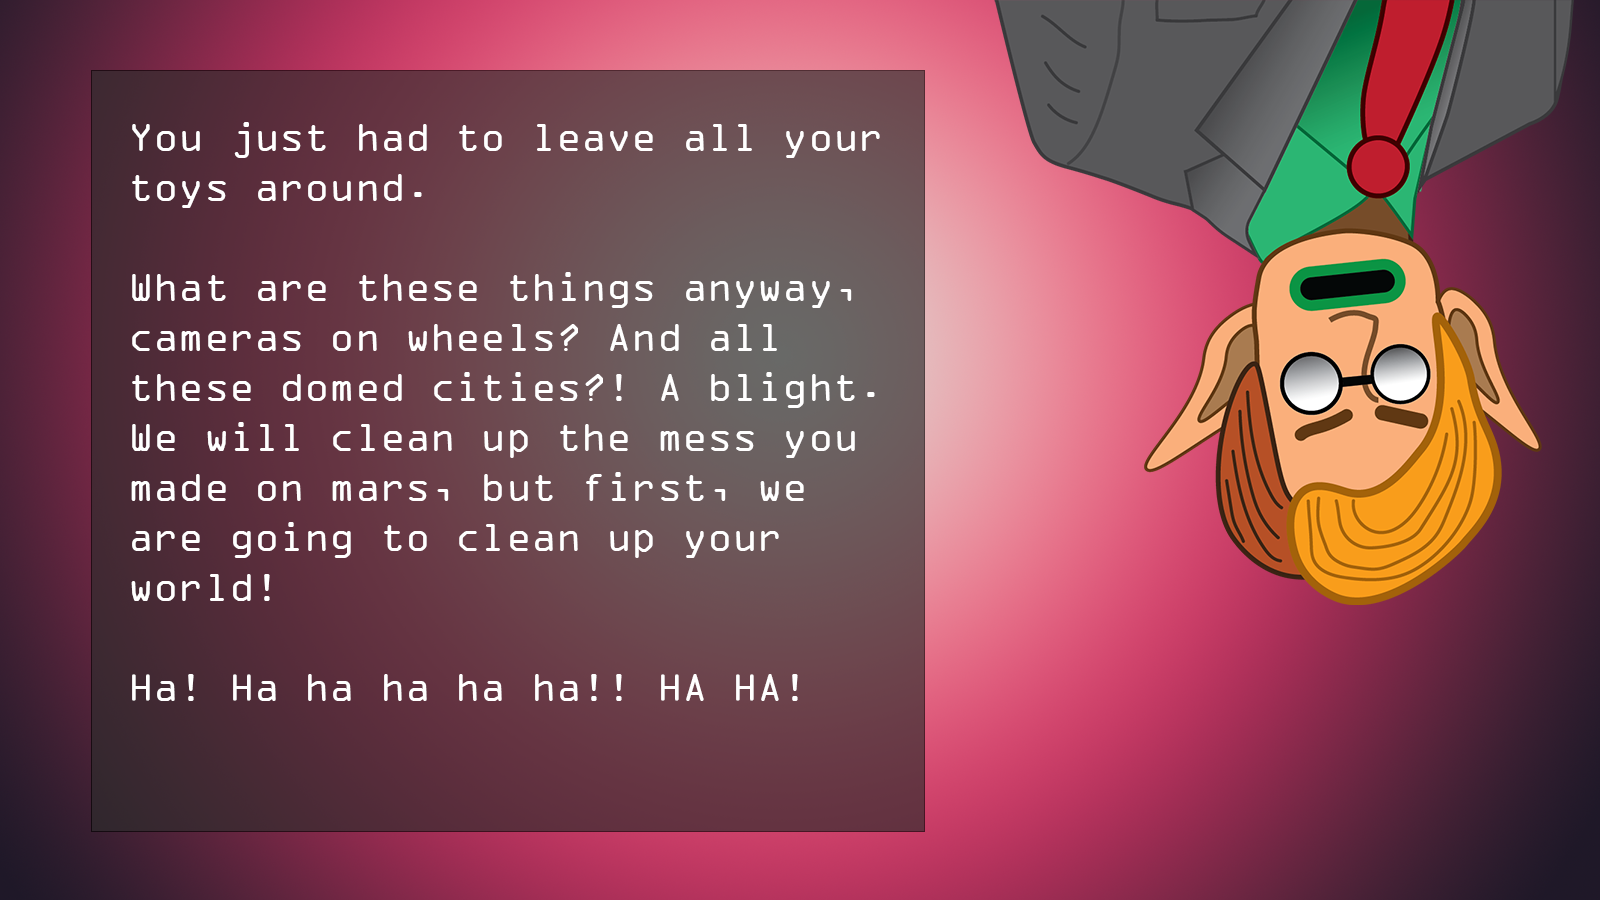 You just had to leave all your
toys around.
What are these things anyway,
cameras on wheels? And all
these domed cities?! A blight.
We will clean up the mess you
made on mars, but first, we
are going to clean up your
world!
Ha! Ha ha ha ha ha!! HA HA!